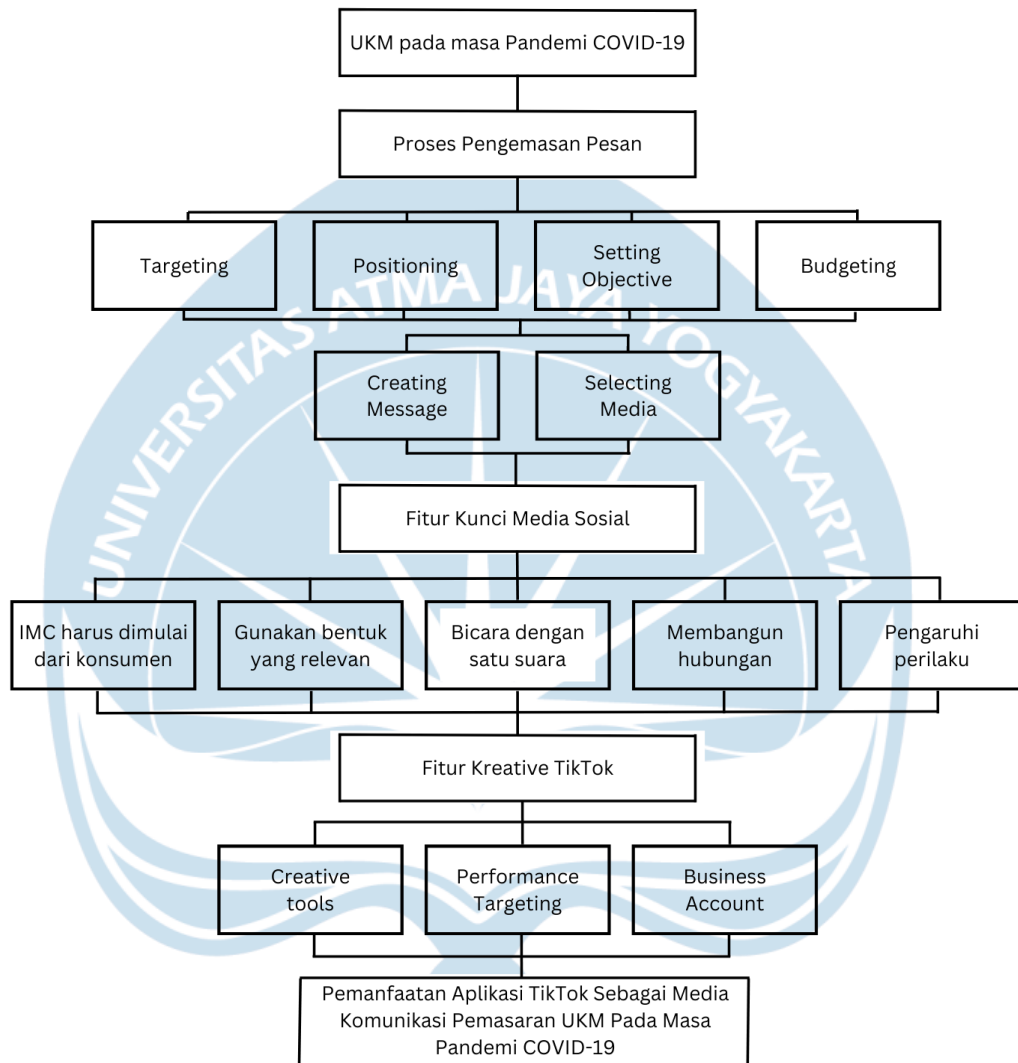 UKM pada masa Pandemi COVID-19
Proses Pengemasan Pesan
Targeting
Positioning
Setting
Objective
Budgeting
UNIVERSITAS ATMA JAYA YOGYAKARTA
Creating
Message
Selecting
Media
Fitur Kunci Media Sosial
IMC harus dimulai
dari konsumen
Gunakan bentuk
yang relevan
Bicara dengan
satu suara
Membangun
hubungan
Pengaruhi
perilaku
Fitur Kreative TikTok
Creative
tools
Performance
Targeting
Business
Account
Pemanfaatan Aplikasi TikTok Sebagai Media
Komunikasi Pemasaran UKM Pada Masa
Pandemi COVID-19